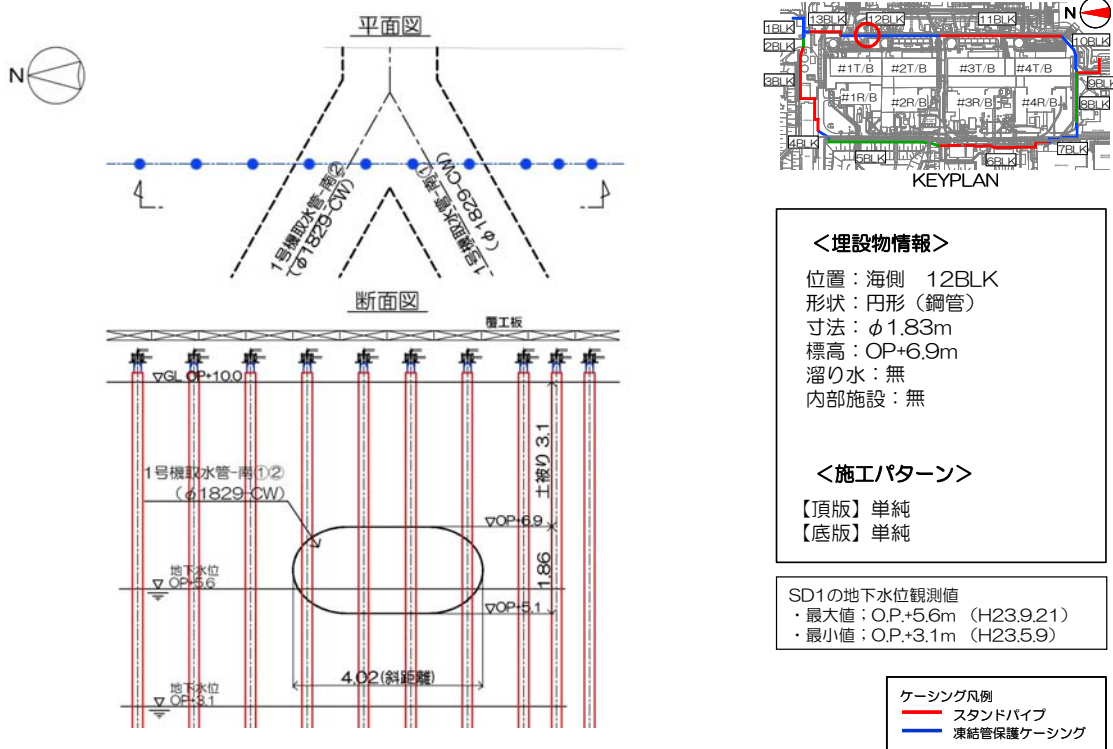 平面図
N
1号機取水管-南②
(φ1829-CW)
1号機取水管-南①
(φ1829-CW)
断面図
覆工板
▽GL OP+10.0
土被り 3.1
1号機取水管-南①②
(φ1829-CW)
▽OP+6.9
1.86
地下水位
▽ OP+5.6
▽OP+5.1
4.02(斜距離)
地下水位
▽ OP+3.1
N
1BLK
13BLK
12BLK
11BLK
10BLK
2BLK
3BLK
#1T/B
#2T/B
#3T/B
#4T/B
9BLK
8BLK
#1R/B
#2R/B
#3R/B
#4R/B
4BLK
5BLK
6BLK
7BLK
KEYPLAN
<埋設物情報>
位置：海側 12BLK
形状：円形（鋼管）
寸法：φ1.83m
標高：OP+6.9m
溜り水：無
内部施設：無
<施工パターン>
【頂版】単純
【底版】単純
SD1の地下水位観測値
・最大値；O.P.+5.6m （H23.9.21）
・最小値；O.P.+3.1m （H23.5.9）
ケーシング凡例
スタンドパイプ
凍結管保護ケーシング